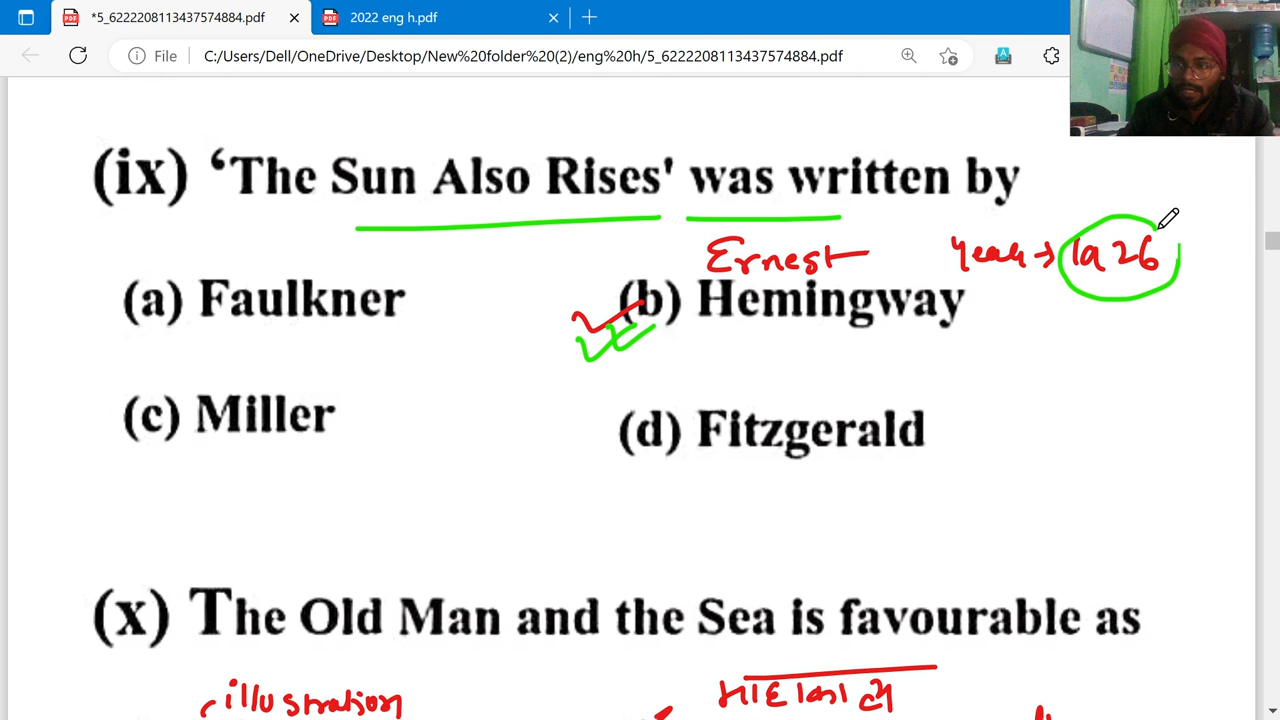 *5_6222208113437574884.pdf
2022 eng h.pdf
File C:/Users/Dell/OneDrive/Desktop/New%20folder%20(2)/eng%20h/5_6222208113437574884.pdf
(ix) ‘The Sun Also Rises' was written by
Ernest Year → 1926
(a) Faulkner (b) Hemingway
(c) Miller (d) Fitzgerald
(x) The Old Man and the Sea is favourable as
illustration